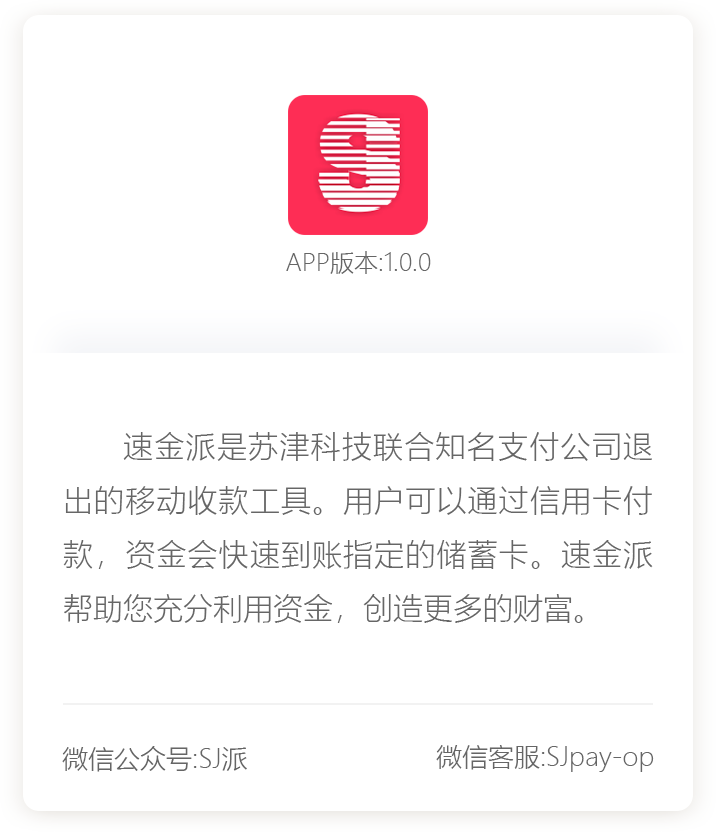 APP版本:1.0.0
速金派是苏津科技联合知名支付公司退
出的移动收款工具。用户可以通过信用卡付
款，资金会快速到账指定的储蓄卡。速金派
帮助您充分利用资金，创造更多的财富。
微信公众号:SJ派
微信客服:SJpay-op